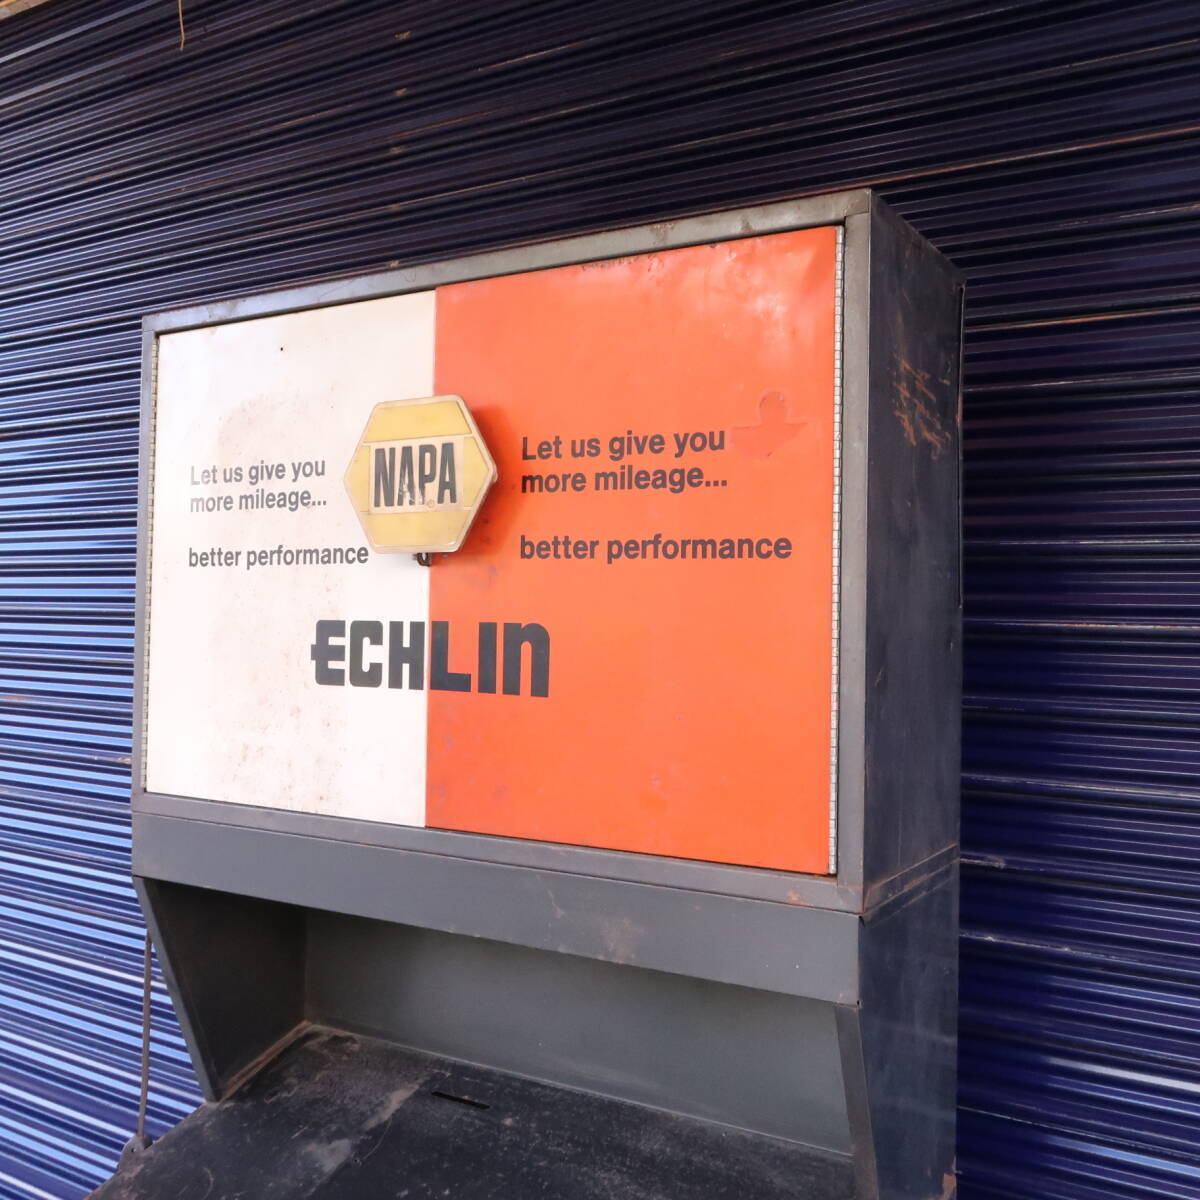 Let us give you
more mileage...
better performance
NAPA
Let us give you
more mileage...
better performance
ECHLIN